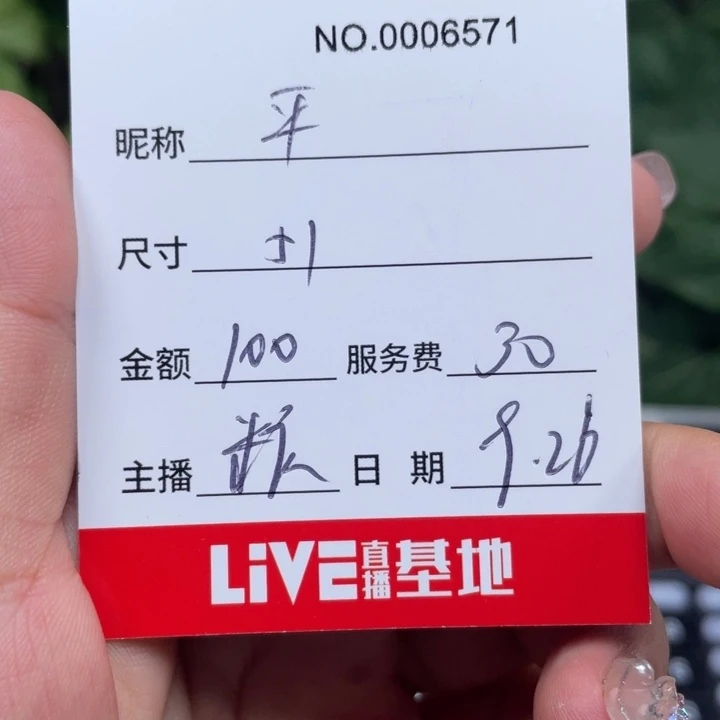 NO.0006571
昵称 平
尺寸
金额 100 服务费 30
主播 日 期 9.26
LiVE直播基地